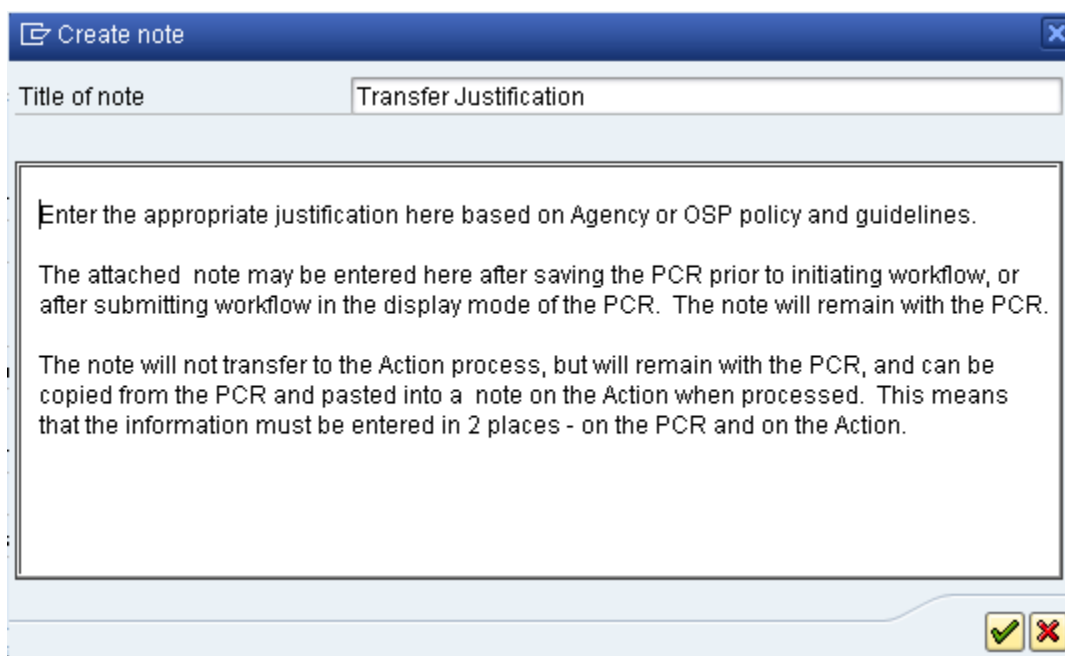 Create note
Title of note Transfer Justification
Enter the appropriate justification here based on Agency or OSP policy and guidelines.
The attached  note may be entered here after saving the PCR prior to initiating workflow, or
after submitting workflow in the display mode of the PCR.  The note will remain with the PCR.
The note will not transfer to the Action process, but will remain with the PCR, and can be
copied from the PCR and pasted into a  note on the Action when processed.  This means
that the information must be entered in 2 places - on the PCR and on the Action.